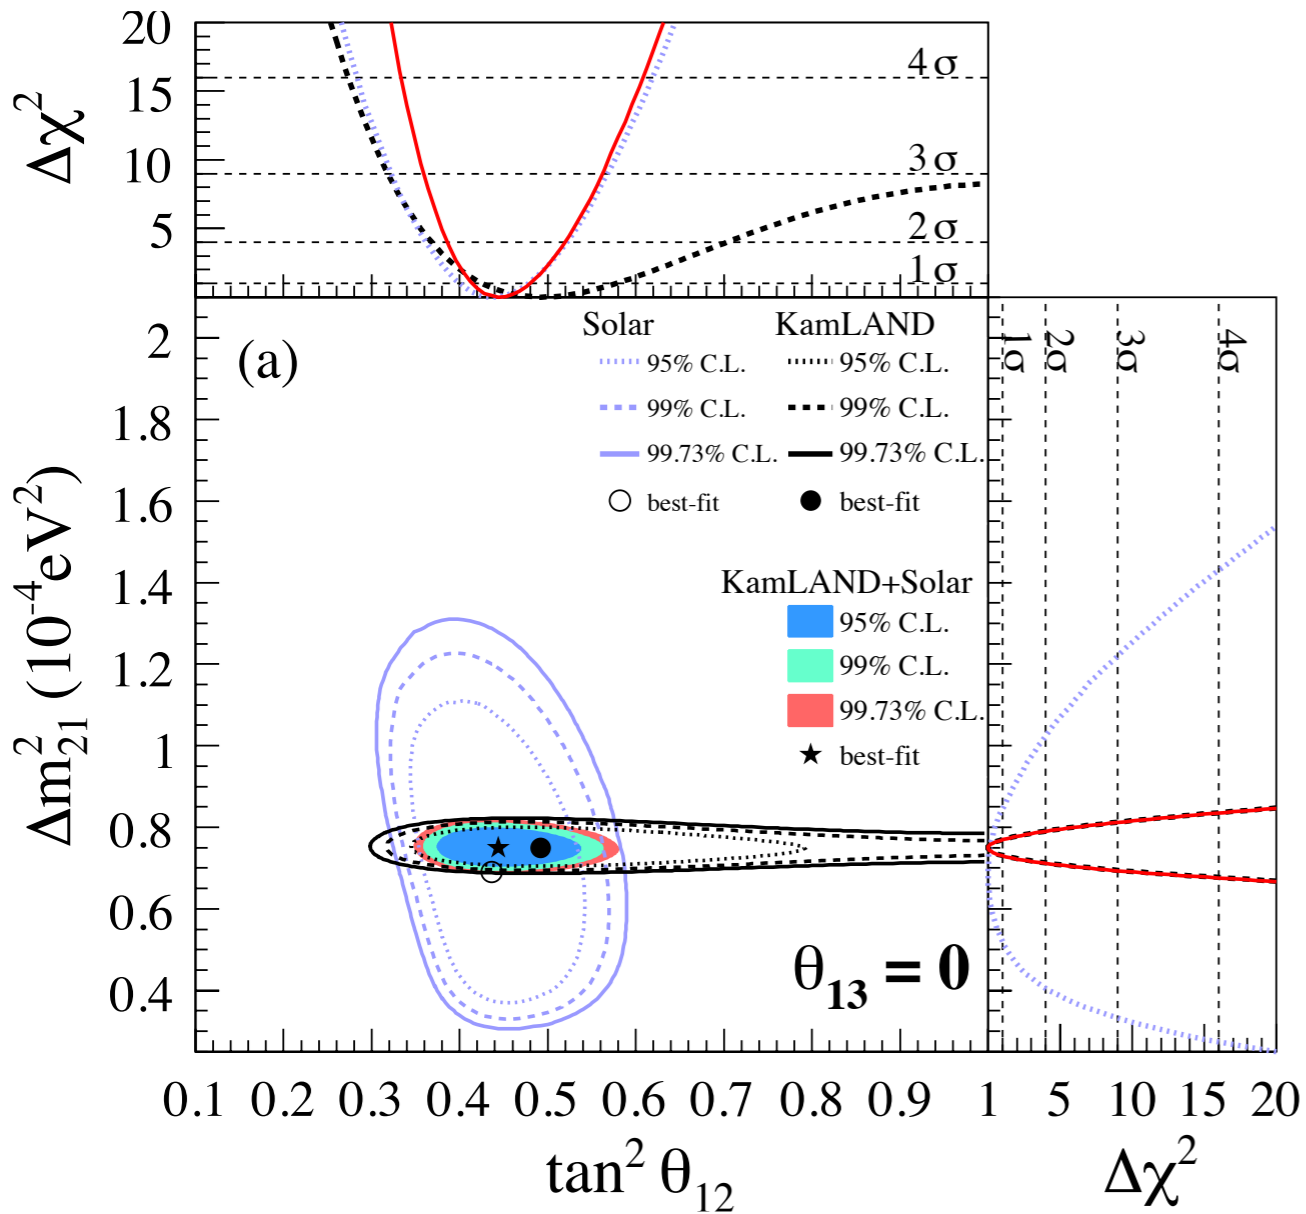 Δχ²
20
15
10
5
4σ
3σ
2σ
1σ
Δm²₂₁ (10⁻⁴eV²)
2
1.8
1.6
1.4
1.2
1
0.8
0.6
0.4
(a)
Solar KamLAND
95% C.L. 95% C.L.
99% C.L. 99% C.L.
99.73% C.L. 99.73% C.L.
best-fit best-fit
KamLAND+Solar
95% C.L.
99% C.L.
99.73% C.L.
best-fit
θ₁₃ = 0
1σ 2σ 3σ 4σ
0.1 0.2 0.3 0.4 0.5 0.6 0.7 0.8 0.9 1 5 10 15 20
tan² θ₁₂ Δχ²